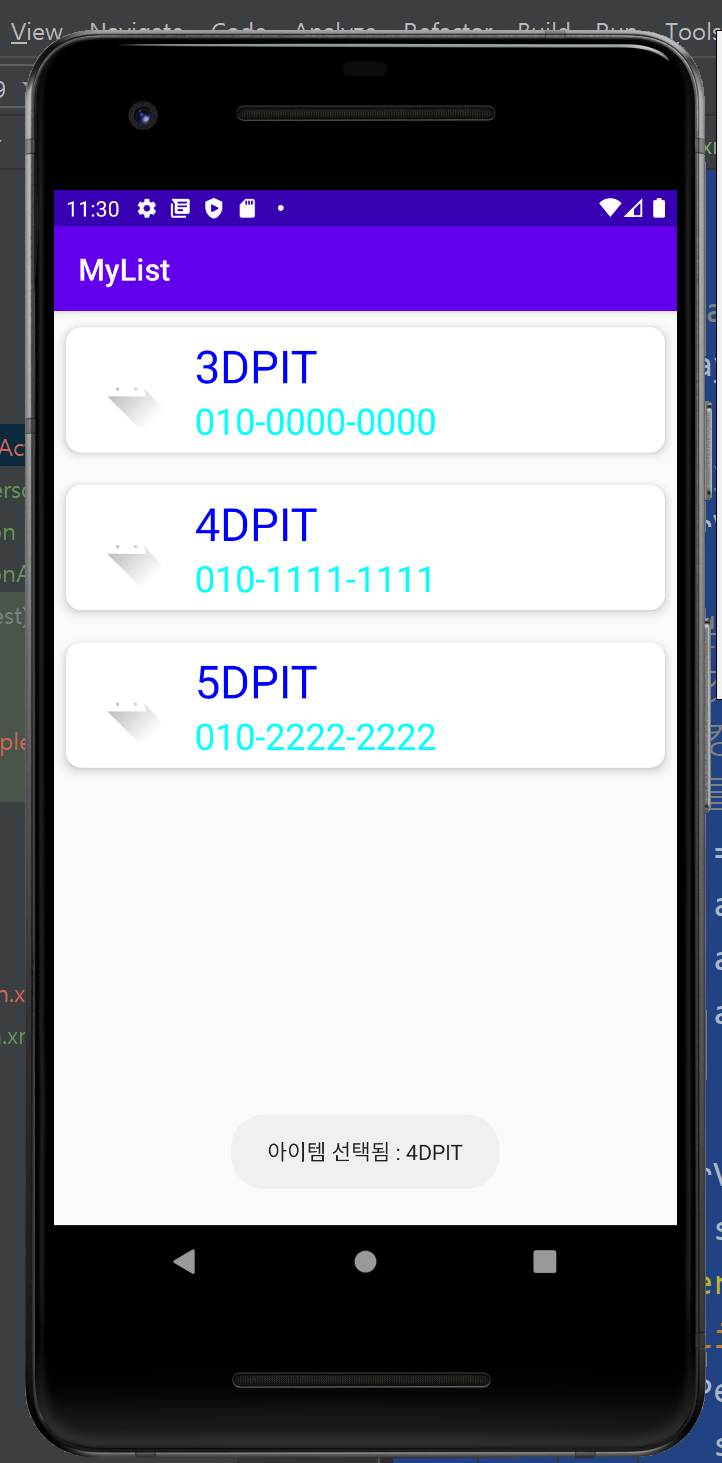 View Navigate Code Analyze Refactor Build Run Tools
11:30
MyList
3DPIT
010-0000-0000
4DPIT
010-1111-1111
5DPIT
010-2222-2222
아이템 선택됨 : 4DPIT